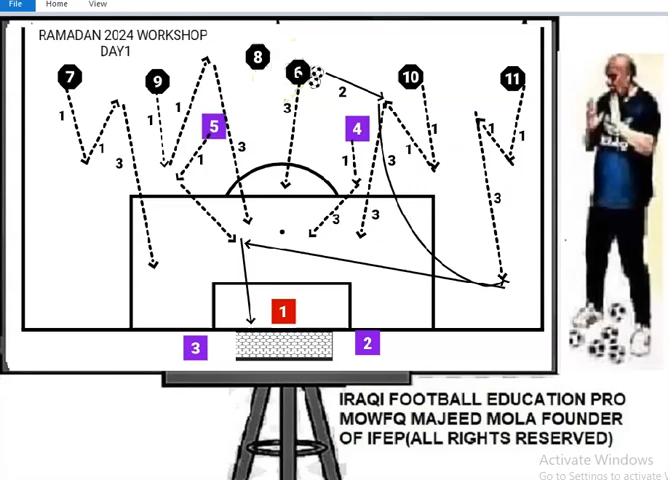 File Home View
RAMADAN 2024 WORKSHOP
DAY1
7 9 8 6 10 11
2
5 4
1 1 1 3 1 1 1
1 1 3 1 3 1
3 3 3 3
1
3 2
IRAQI FOOTBALL EDUCATION PRO
MOWFQ MAJEED MOLA FOUNDER
OF IFEP(ALL RIGHTS RESERVED)
Activate Windows
Go to Settings to activate